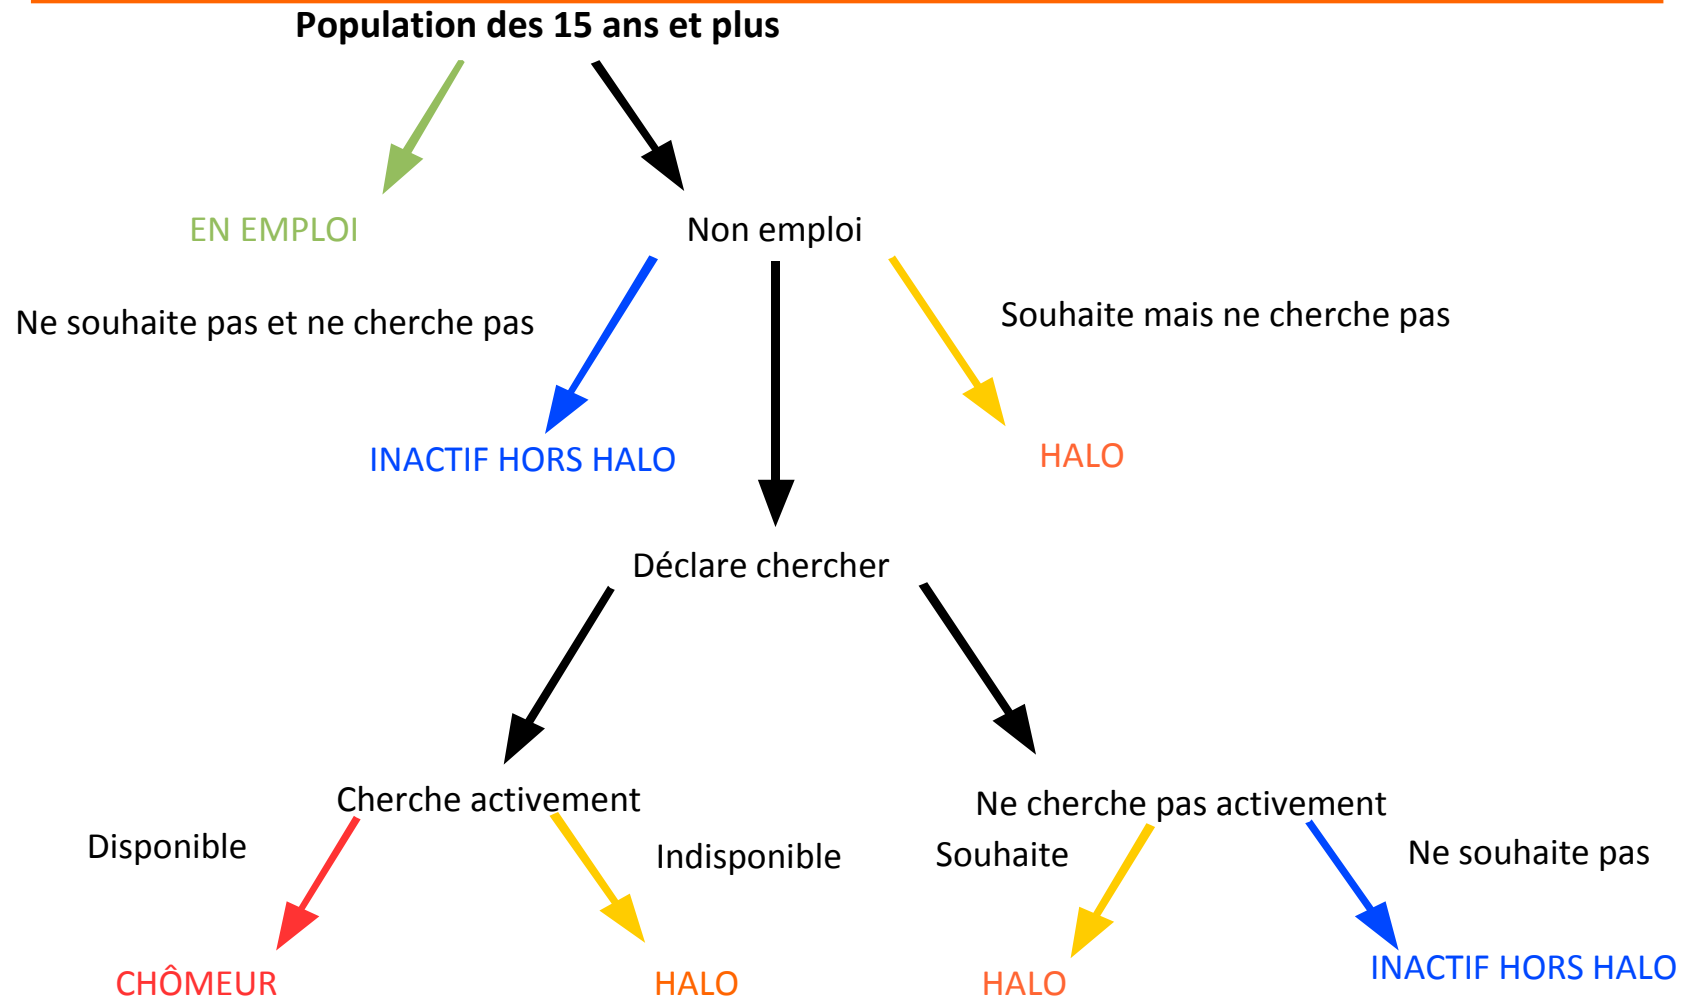 Population des 15 ans et plus
EN EMPLOI
Non emploi
Ne souhaite pas et ne cherche pas
Souhaite mais ne cherche pas
INACTIF HORS HALO
HALO
Déclare chercher
Cherche activement
Ne cherche pas activement
Disponible
Indisponible
Souhaite
Ne souhaite pas
CHÔMEUR
HALO
HALO
INACTIF HORS HALO